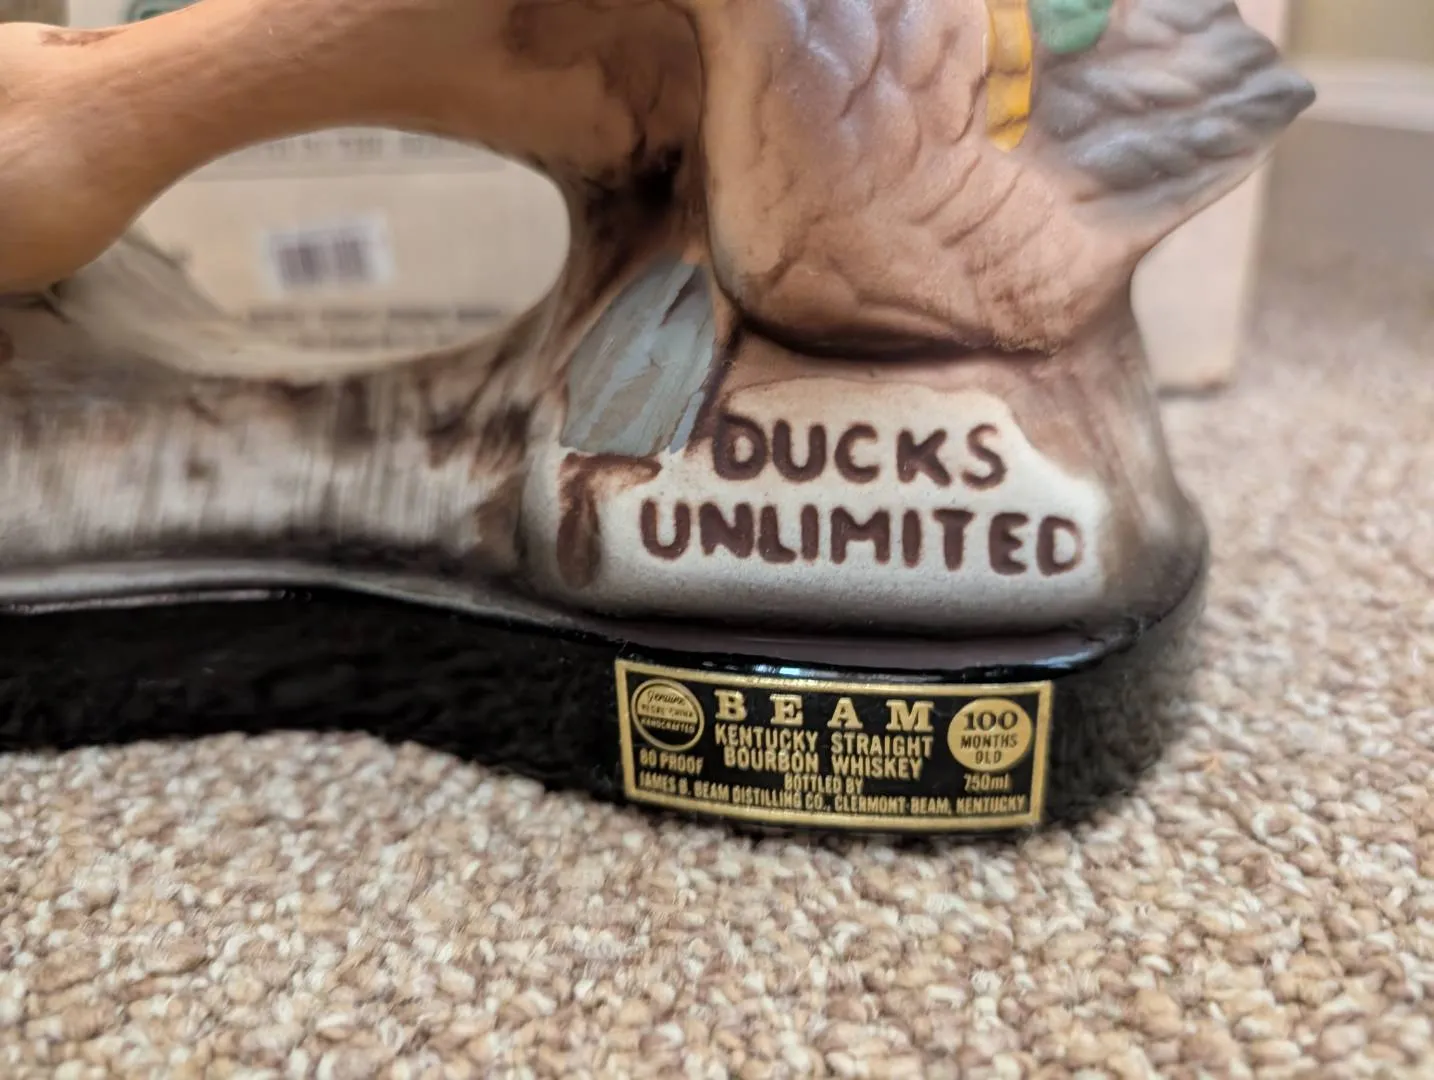 DUCKS
UNLIMITED
Genuine
REGAL CHINA
HANDCRAFTED
BEAM
KENTUCKY STRAIGHT
BOURBON WHISKEY
100
MONTHS
OLD
80 PROOF
BOTTLED BY
750ml
JAMES B. BEAM DISTILLING CO., CLERMONT-BEAM, KENTUCKY